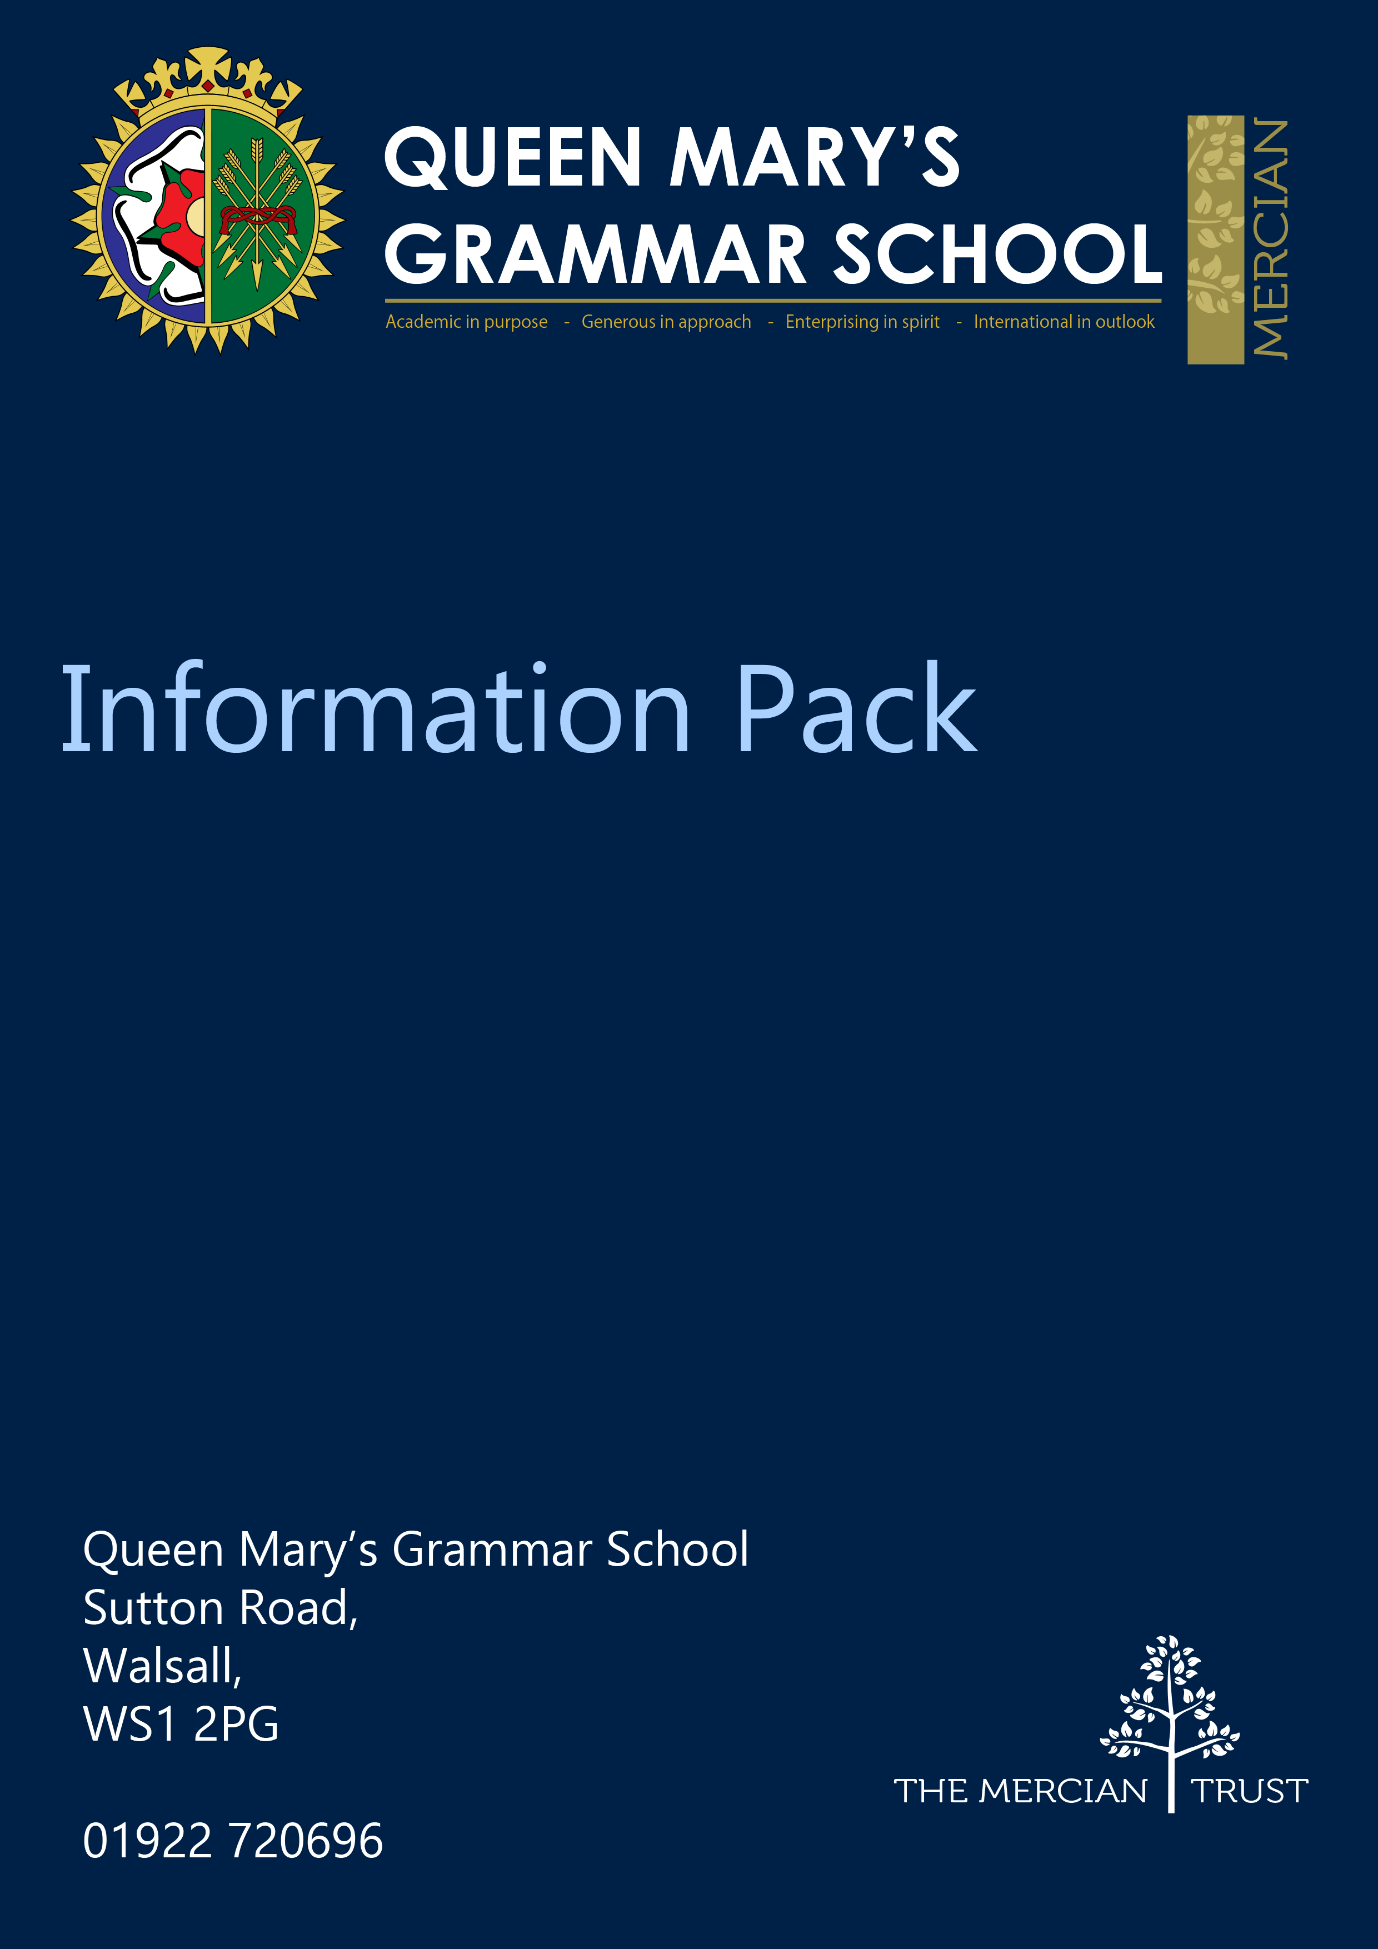 QUEEN MARY’S
GRAMMAR SCHOOL
Academic in purpose - Generous in approach - Enterprising in spirit - International in outlook
MERCIAN
Information Pack
Queen Mary’s Grammar School
Sutton Road,
Walsall,
WS1 2PG
01922 720696
THE MERCIAN TRUST